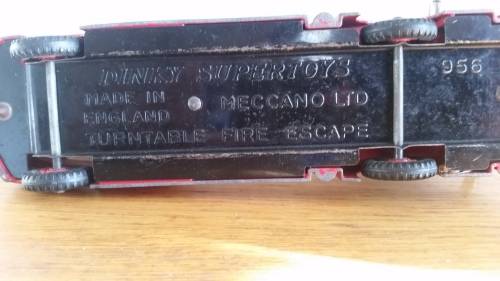 DINKY SUPERTOYS 956
MADE IN MECCANO LTD
ENGLAND
TURNTABLE FIRE ESCAPE